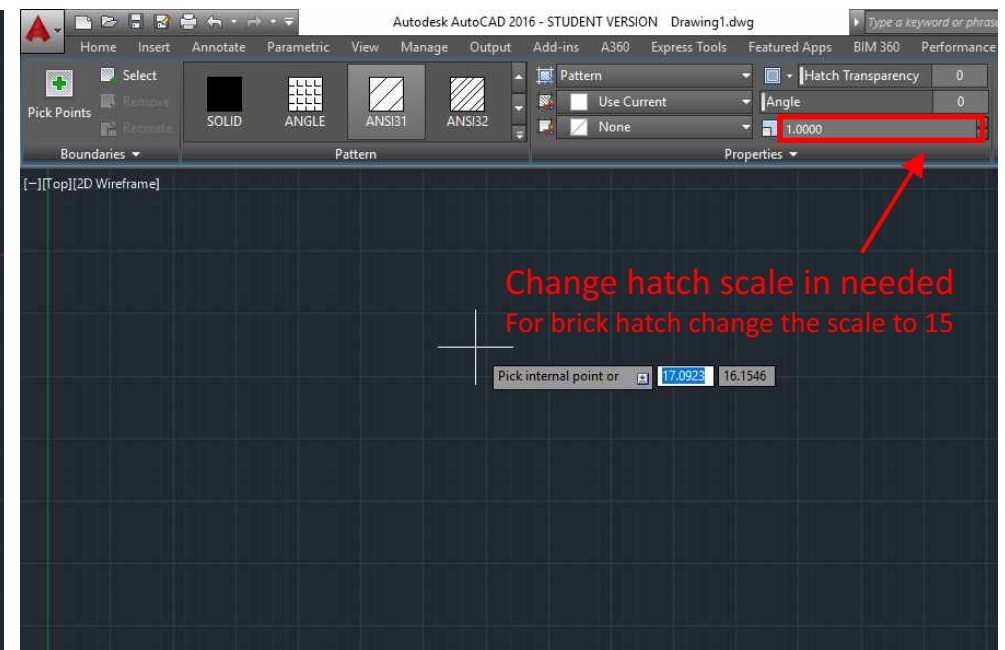 Autodesk AutoCAD 2016 - STUDENT VERSION Drawing1.dwg Type a keyword or phrase
Home Insert Annotate Parametric View Manage Output Add-ins A360 Express Tools Featured Apps BIM 360 Performance
Pick Points
Select
Remove
Recreate
SOLID ANGLE ANSI31 ANSI32
Pattern
Use Current
None
Hatch Transparency 0
Angle 0
1.0000
Boundaries Pattern Properties
[−][Top][2D Wireframe]
Change hatch scale in needed
For brick hatch change the scale to 15
Pick internal point or 17.0923 16.1546